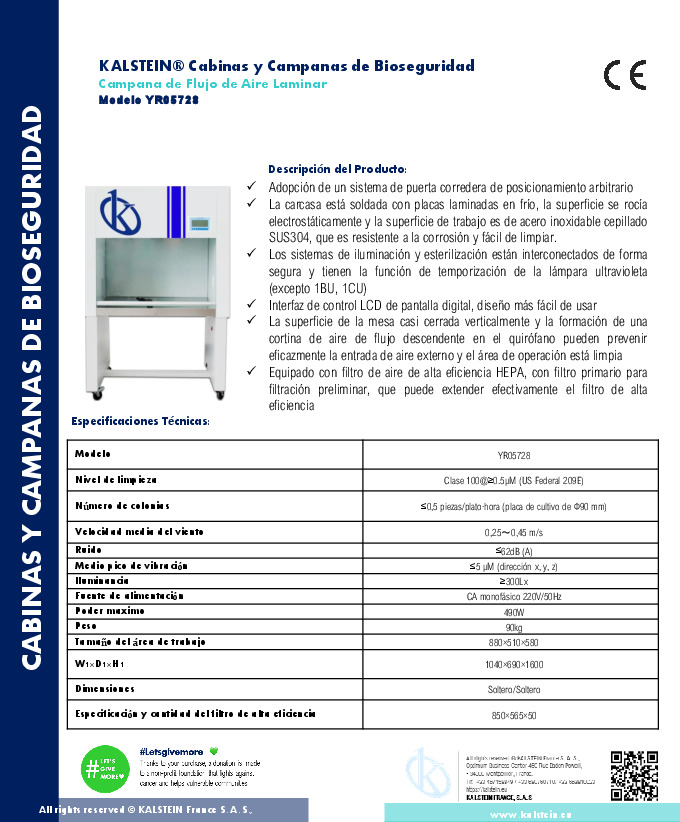 CABINAS Y CAMPANAS DE BIOSEGURIDAD
KALSTEIN® Cabinas y Campanas de Bioseguridad
Campana de Flujo de Aire Laminar
Modelo YR05728
CE
Descripción del Producto:
✓ Adopción de un sistema de puerta corredera de posicionamiento arbitrario
✓ La carcasa está soldada con placas laminadas en frío, la superficie se rocía
electrostáticamente y la superficie de trabajo es de acero inoxidable cepillado
SUS304, que es resistente a la corrosión y fácil de limpiar.
✓ Los sistemas de iluminación y esterilización están interconectados de forma
segura y tienen la función de temporización de la lámpara ultravioleta
(excepto 1BU, 1CU)
✓ Interfaz de control LCD de pantalla digital, diseño más fácil de usar
✓ La superficie de la mesa casi cerrada verticalmente y la formación de una
cortina de aire de flujo descendente en el quirófano pueden prevenir
eficazmente la entrada de aire externo y el área de operación está limpia
✓ Equipado con filtro de aire de alta eficiencia HEPA, con filtro primario para
filtración preliminar, que puede extender efectivamente el filtro de alta
eficiencia
Especificaciones Técnicas:
Modelo YR05728
Nivel de limpieza Clase 100@≥0.5μM (US Federal 209E)
Número de colonias ≤0,5 piezas/plato·hora (placa de cultivo de Φ90 mm)
Velocidad media del viento 0,25～0,45 m/s
Ruido ≤62dB (A)
Medio pico de vibración ≤5 μM (dirección x, y, z)
Iluminancia ≥300Lx
Fuente de alimentación CA monofásico 220V/50Hz
Poder maximo 490W
Peso 90kg
Tamaño del área de trabajo 880×510×580
W1×D1×H1 1040×690×1600
Dimensiones Soltero/Soltero
Especificación y cantidad del filtro de alta eficiencia 850×565×50
#LET'S
GIVE
MORE
#Letsgivemore
Thanks to your purchase, a donation is made
to a non-profit foundation that fights against
cancer and helps vulnerable communities
All rights reserved © KALSTEIN France S. A. S.,
https://kalstein.eu
KALSTEIN FRANCE, S.A.S
All rights reserved © KALSTEIN France S. A. S.,
www.kalstein.eu